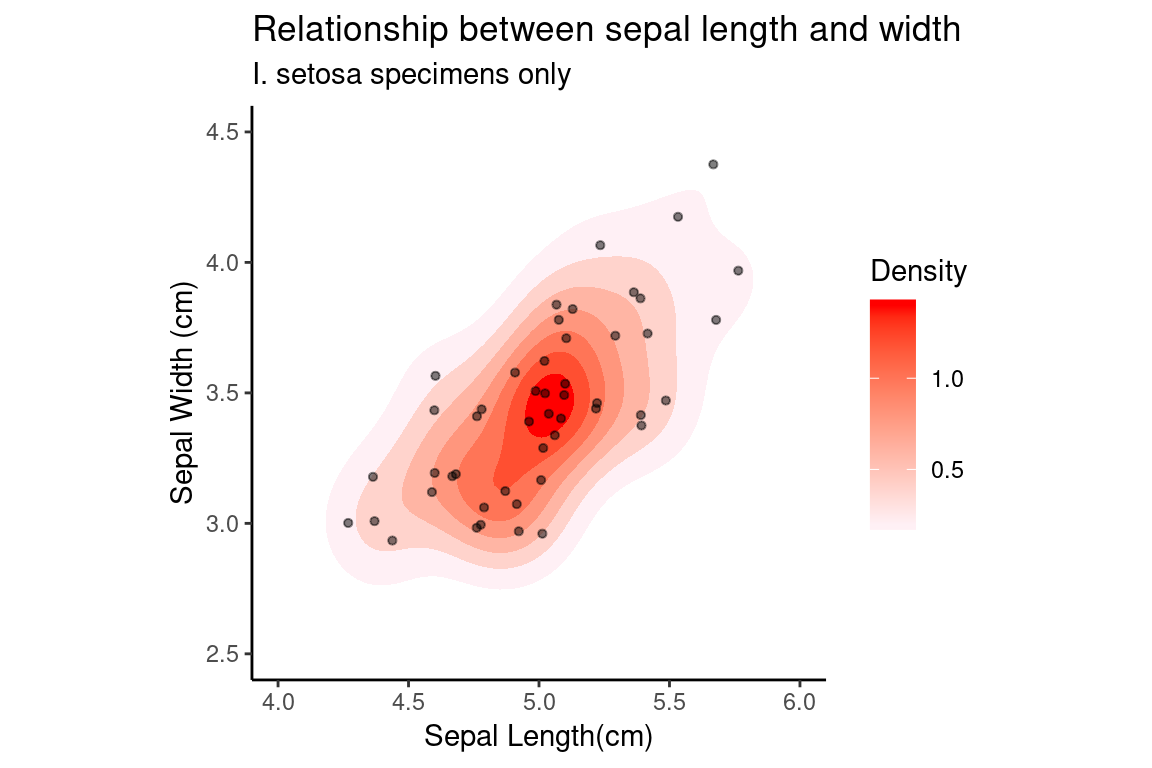 Relationship between sepal length and width
I. setosa specimens only
4.5
4.0
3.5
3.0
2.5
Sepal Width (cm)
4.0 4.5 5.0 5.5 6.0
Sepal Length(cm)
Density
1.0
0.5